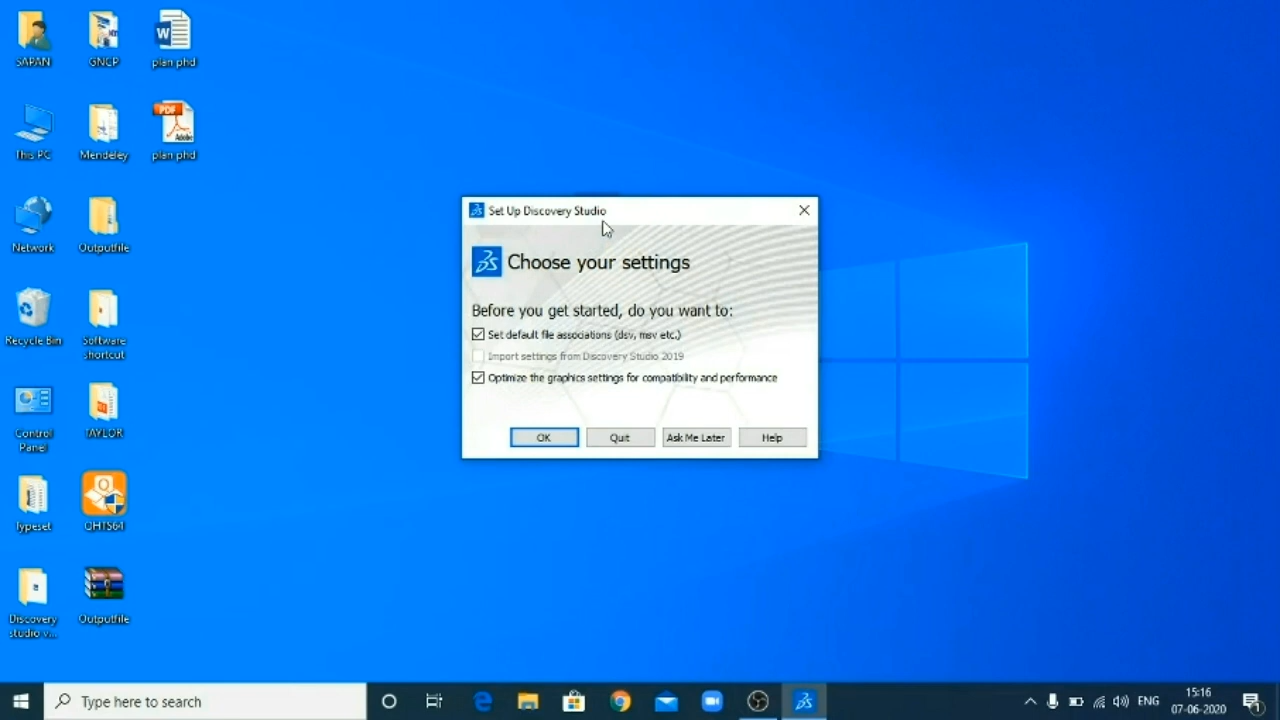 SAPAN
GNCP
plan phd
This PC
Mendeley
PDF
Adobe
plan phd
Network
Outputfile
Recycle Bin
Software
shortcut
Control
Panel
TAYLOR
Typeset
QHTS64
Discovery
studio v...
Outputfile
Set Up Discovery Studio
Choose your settings
Before you get started, do you want to:
Set default file associations (dsv, msv etc.)
Import settings from Discovery Studio 2019
Optimize the graphics settings for compatibility and performance
OK
Quit
Ask Me Later
Help
Type here to search
ENG
15:16
07-06-2020
1